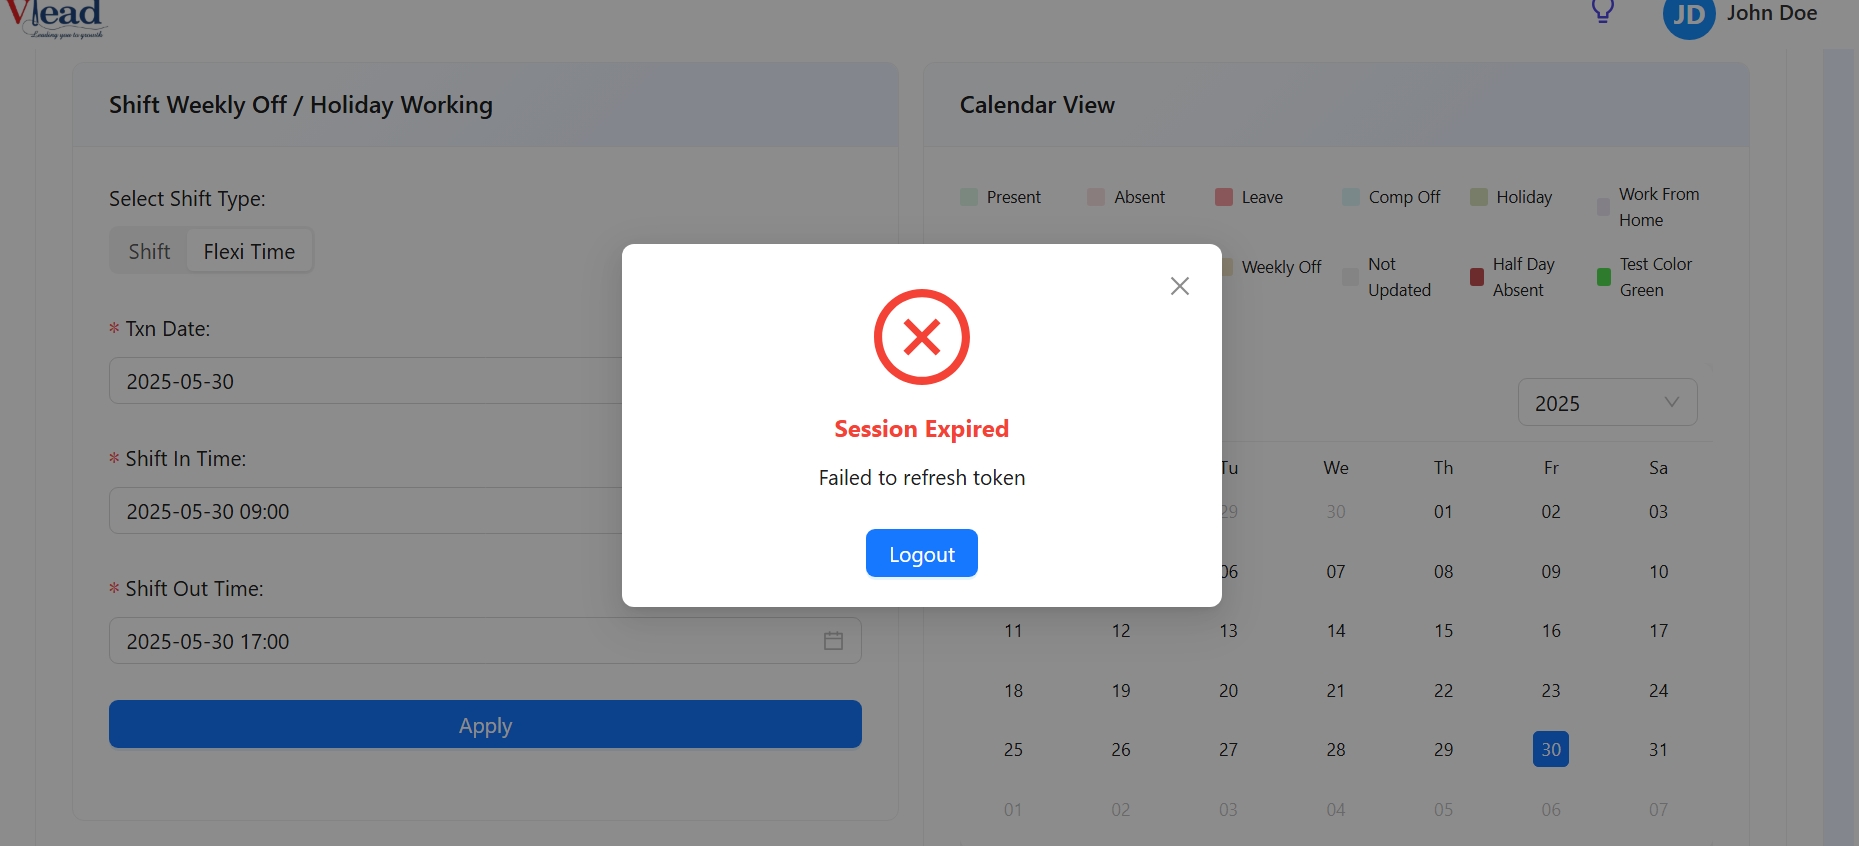 Vlead
Leading you to growth
JD
John Doe
Shift Weekly Off / Holiday Working
Select Shift Type:
Shift
Flexi Time
* Txn Date:
2025-05-30
* Shift In Time:
2025-05-30 09:00
* Shift Out Time:
2025-05-30 17:00
Apply
Calendar View
Present
Absent
Leave
Comp Off
Holiday
Work From
Home
Weekly Off
Not
Updated
Half Day
Absent
Test Color
Green
2025
Tu We Th Fr Sa
29 30 01 02 03
06 07 08 09 10
11 12 13 14 15 16 17
18 19 20 21 22 23 24
25 26 27 28 29 30 31
01 02 03 04 05 06 07
Session Expired
Failed to refresh token
Logout